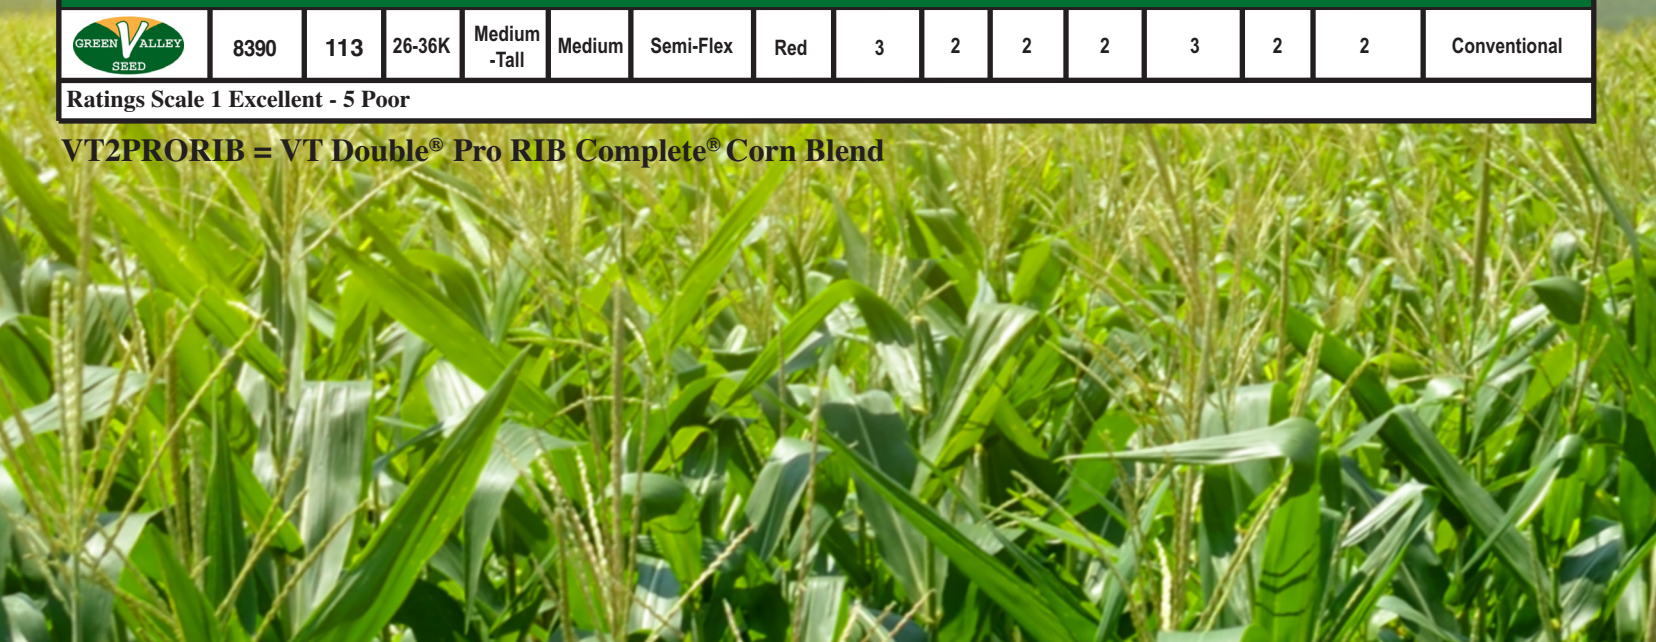 GREEN VALLEY
SEED
8390 113 26-36K Medium Medium Semi-Flex Red 3 2 2 2 3 2 2 Conventional
-Tall
Ratings Scale 1 Excellent - 5 Poor
VT2PRORIB = VT Double® Pro RIB Complete® Corn Blend